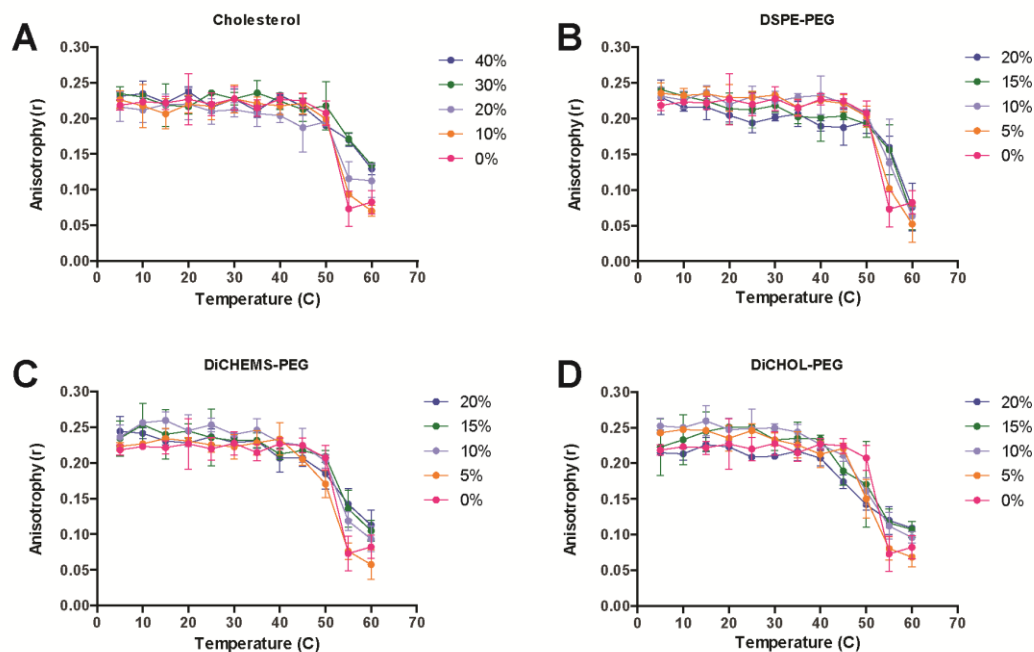 A
Cholesterol
Anisotrophy (r)
0.30
0.25
0.20
0.15
0.10
0.05
0.00
0 10 20 30 40 50 60 70
Temperature (C)
40%
30%
20%
10%
0%
B
DSPE-PEG
Anisotrophy (r)
0.30
0.25
0.20
0.15
0.10
0.05
0.00
0 10 20 30 40 50 60 70
Temperature (C)
20%
15%
10%
5%
0%
C
DiCHEMS-PEG
Anisotrophy (r)
0.30
0.25
0.20
0.15
0.10
0.05
0.00
0 10 20 30 40 50 60 70
Temperature (C)
20%
15%
10%
5%
0%
D
DiCHOL-PEG
Anisotrophy (r)
0.30
0.25
0.20
0.15
0.10
0.05
0.00
0 10 20 30 40 50 60 70
Temperature (C)
20%
15%
10%
5%
0%